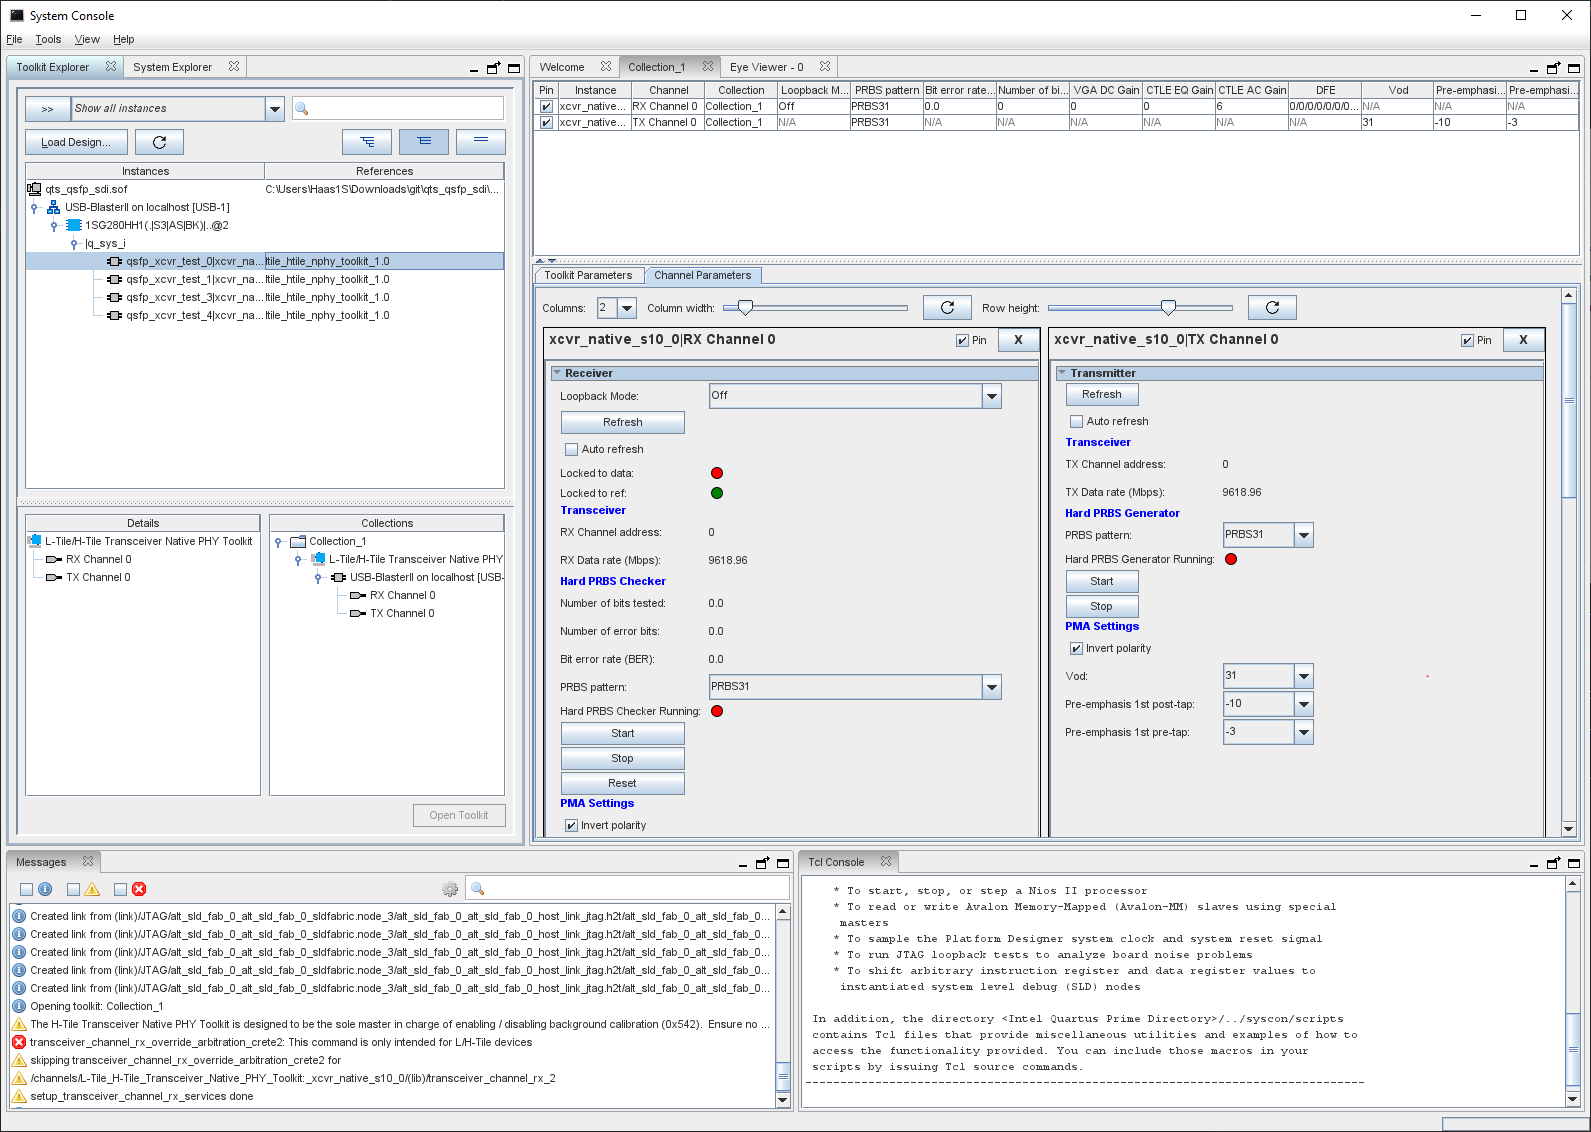 System Console
File Tools View Help
Toolkit Explorer System Explorer
>> Show all instances
Load Design...
Instances References
qts_qsfp_sdi.sof C:\Users\Haas1S\Downloads\git\qts_qsfp_sdi\...
USB-BlasterII on localhost [USB-1]
1SG280HH1(.|S3|AS|BK)|..@2
|q_sys_i
qsfp_xcvr_test_0|xcvr_na... ltile_htile_nphy_toolkit_1.0
qsfp_xcvr_test_1|xcvr_na... ltile_htile_nphy_toolkit_1.0
qsfp_xcvr_test_3|xcvr_na... ltile_htile_nphy_toolkit_1.0
qsfp_xcvr_test_4|xcvr_na... ltile_htile_nphy_toolkit_1.0
Details
L-Tile/H-Tile Transceiver Native PHY Toolkit
RX Channel 0
TX Channel 0
Collections
Collection_1
L-Tile/H-Tile Transceiver Native PHY
USB-BlasterII on localhost [USB-
RX Channel 0
TX Channel 0
Open Toolkit
Welcome Collection_1 Eye Viewer - 0
Pin Instance Channel Collection Loopback M... PRBS pattern Bit error rate... Number of bi... VGA DC Gain CTLE EQ Gain CTLE AC Gain DFE Vod Pre-emphasi... Pre-emphasi...
xcvr_native... RX Channel 0 Collection_1 Off PRBS31 0.0 0 0 0 6 0/0/0/0/0/0/0... N/A N/A N/A
xcvr_native... TX Channel 0 Collection_1 N/A PRBS31 N/A N/A N/A N/A N/A N/A 31 -10 -3
Toolkit Parameters Channel Parameters
Columns: 2 Column width: Row height:
xcvr_native_s10_0|RX Channel 0 Pin X
Receiver
Loopback Mode: Off
Refresh
Auto refresh
Locked to data:
Locked to ref:
Transceiver
RX Channel address: 0
RX Data rate (Mbps): 9618.96
Hard PRBS Checker
Number of bits tested: 0.0
Number of error bits: 0.0
Bit error rate (BER): 0.0
PRBS pattern: PRBS31
Hard PRBS Checker Running:
Start
Stop
Reset
PMA Settings
Invert polarity
xcvr_native_s10_0|TX Channel 0 Pin X
Transmitter
Refresh
Auto refresh
Transceiver
TX Channel address: 0
TX Data rate (Mbps): 9618.96
Hard PRBS Generator
PRBS pattern: PRBS31
Hard PRBS Generator Running:
Start
Stop
PMA Settings
Invert polarity
Vod: 31
Pre-emphasis 1st post-tap: -10
Pre-emphasis 1st pre-tap: -3
Messages
Created link from (link)/JTAG/alt_sld_fab_0_alt_sld_fab_0_sldfabric.node_3/alt_sld_fab_0_alt_sld_fab_0_host_link_jtag.h2t/alt_sld_fab_0_alt_sld_fab_0...
Created link from (link)/JTAG/alt_sld_fab_0_alt_sld_fab_0_sldfabric.node_3/alt_sld_fab_0_alt_sld_fab_0_host_link_jtag.h2t/alt_sld_fab_0_alt_sld_fab_0...
Created link from (link)/JTAG/alt_sld_fab_0_alt_sld_fab_0_sldfabric.node_3/alt_sld_fab_0_alt_sld_fab_0_host_link_jtag.h2t/alt_sld_fab_0_alt_sld_fab_0...
Created link from (link)/JTAG/alt_sld_fab_0_alt_sld_fab_0_sldfabric.node_3/alt_sld_fab_0_alt_sld_fab_0_host_link_jtag.h2t/alt_sld_fab_0_alt_sld_fab_0...
Created link from (link)/JTAG/alt_sld_fab_0_alt_sld_fab_0_sldfabric.node_3/alt_sld_fab_0_alt_sld_fab_0_host_link_jtag.h2t/alt_sld_fab_0_alt_sld_fab_0...
Opening toolkit: Collection_1
The H-Tile Transceiver Native PHY Toolkit is designed to be the sole master in charge of enabling / disabling background calibration (0x542). Ensure no ...
transceiver_channel_rx_override_arbitration_crete2: This command is only intended for L/H-Tile devices
skipping transceiver_channel_rx_override_arbitration_crete2 for
/channels/L-Tile_H-Tile_Transceiver_Native_PHY_Toolkit:_xcvr_native_s10_0/(lib)/transceiver_channel_rx_2
setup_transceiver_channel_rx_services done
Tcl Console
* To start, stop, or step a Nios II processor
* To read or write Avalon Memory-Mapped (Avalon-MM) slaves using special
masters
* To sample the Platform Designer system clock and system reset signal
* To run JTAG loopback tests to analyze board noise problems
* To shift arbitrary instruction register and data register values to
instantiated system level debug (SLD) nodes
In addition, the directory <Intel Quartus Prime Directory>/../syscon/scripts
contains Tcl files that provide miscellaneous utilities and examples of how to
access the functionality provided. You can include those macros in your
scripts by issuing Tcl source commands.
--------------------------------------------------------------------------------